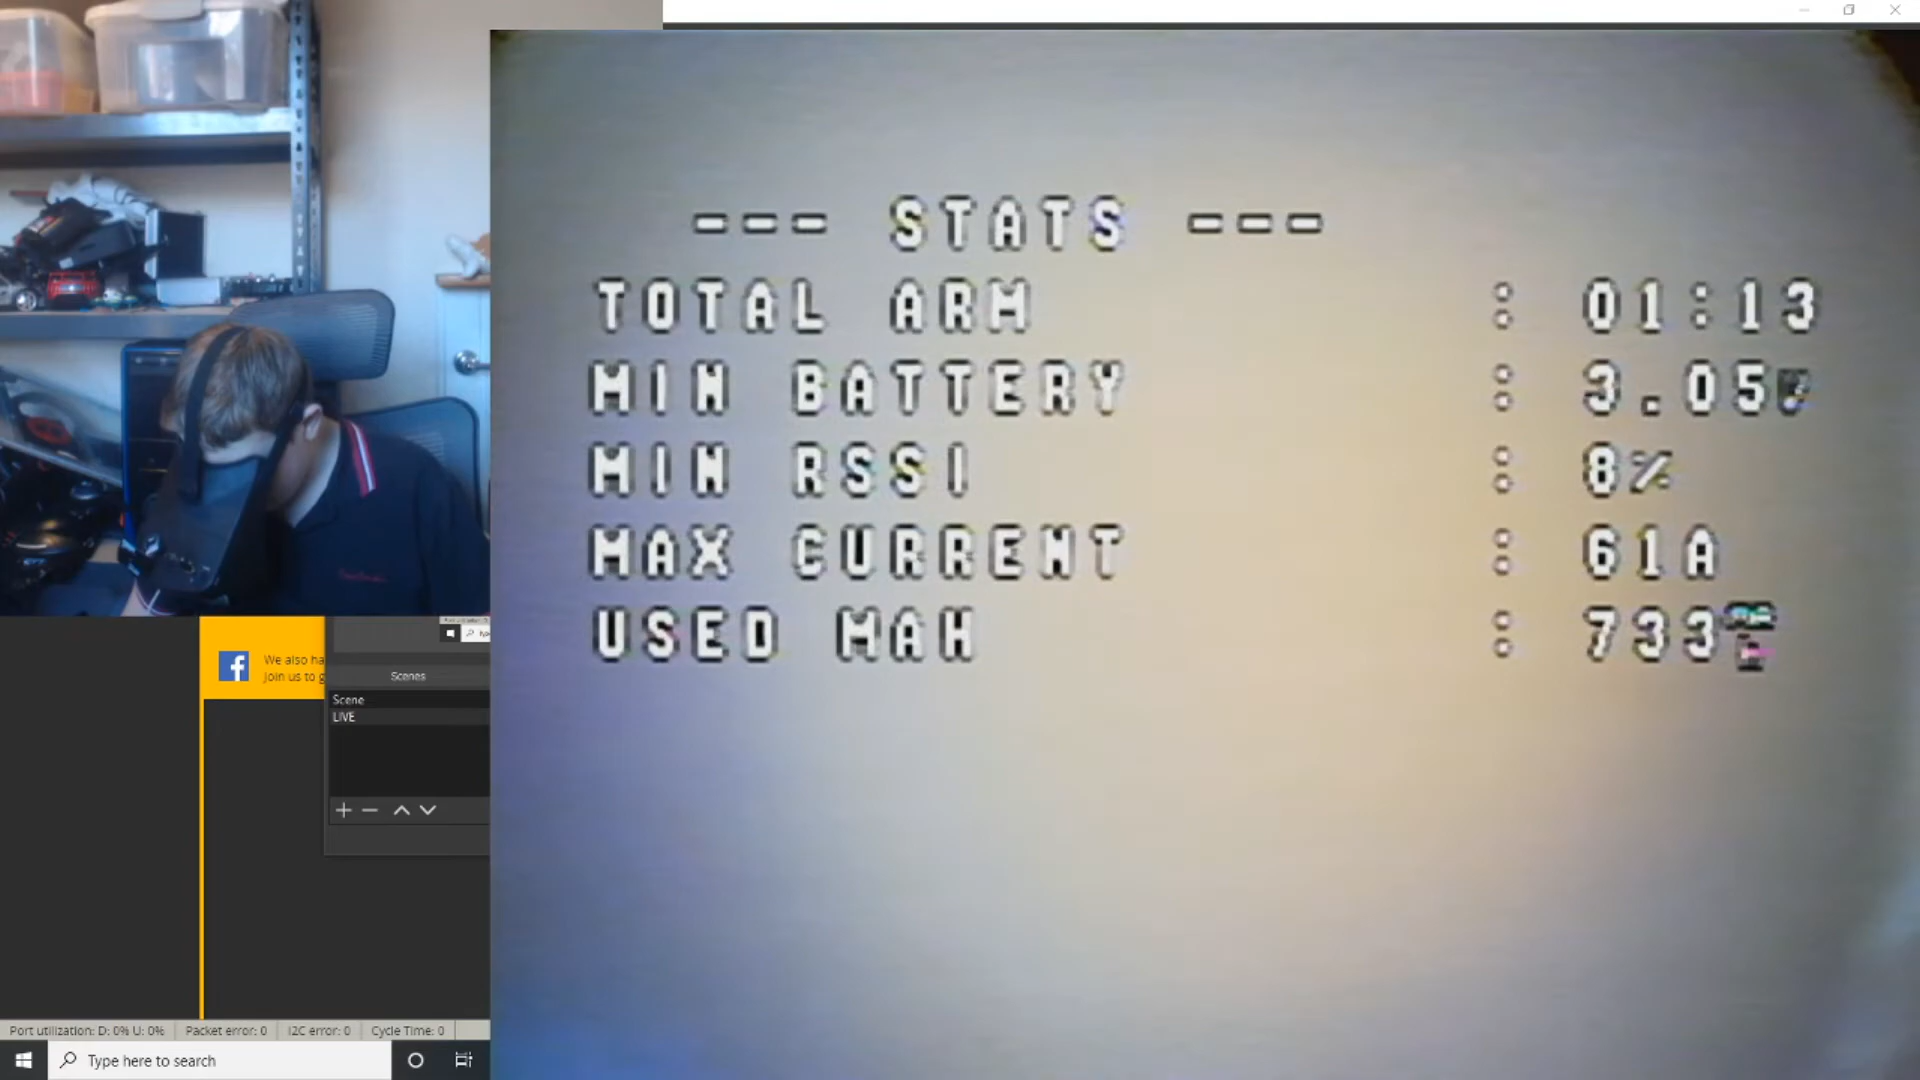 --- STATS ---
TOTAL ARM : 01:13
MIN BATTERY : 3.05
MIN RSSI : 8%
MAX CURRENT : 61A
USED MAH : 733
We also ha
Join us to g
Scenes
Scene
LIVE
Port utilization: D: 0% U: 0% Packet error: 0 I2C error: 0 Cycle Time: 0
Type here to search